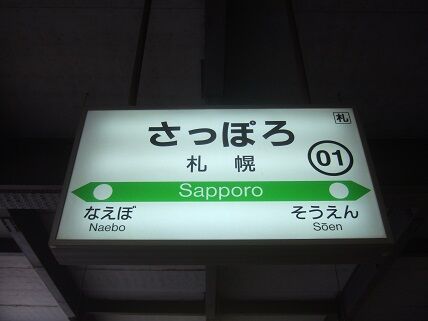 札
さっぽろ
札幌
01
Sapporo
なえぼ そうえん
Naebo Sōen